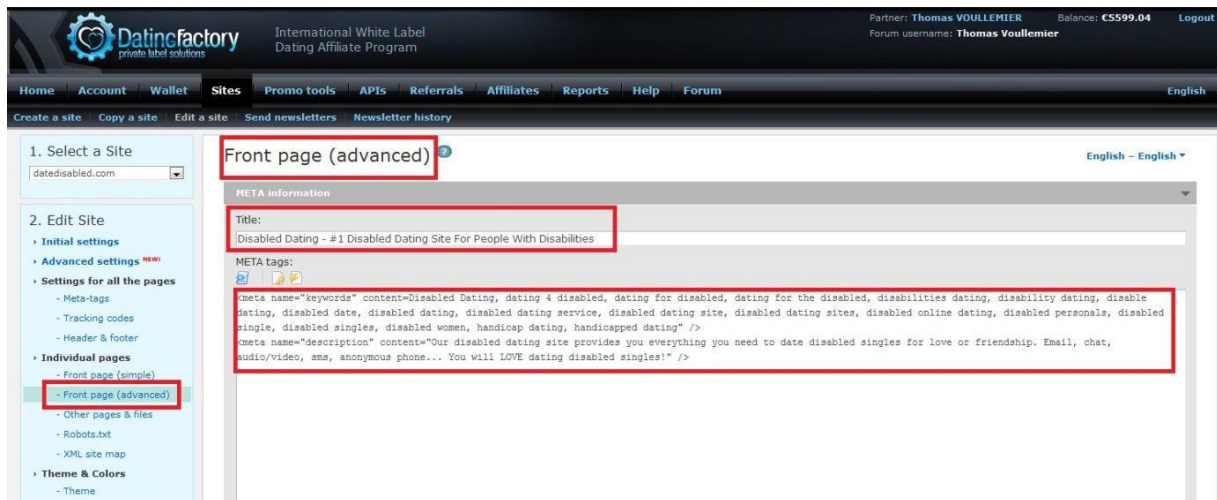 Datingfactory
private label solutions
International White Label
Dating Affiliate Program
Partner: Thomas VOULLEMIER Balance: €5599.04 Logout
Forum username: Thomas Voullemier
Home Account Wallet Sites Promo tools APIs Referrals Affiliates Reports Help Forum English
Create a site Copy a site Edit a site Send newsletters Newsletter history
1. Select a Site
datedisabled.com
2. Edit Site
Initial settings
Advanced settings NEW!
Settings for all the pages
- Meta-tags
- Tracking codes
- Header & footer
Individual pages
- Front page (simple)
- Front page (advanced)
- Other pages & files
- Robots.txt
- XML site map
Theme & Colors
- Theme
Front page (advanced) ?
English - English
META information
Title:
Disabled Dating - #1 Disabled Dating Site For People With Disabilities
META tags:
<meta name="keywords" content=Disabled Dating, dating 4 disabled, dating for disabled, dating for the disabled, disabilities dating, disability dating, disable
dating, disabled date, disabled dating, disabled dating service, disabled dating site, disabled dating sites, disabled online dating, disabled personals, disabled
single, disabled singles, disabled women, handicap dating, handicapped dating" />
<meta name="description" content="Our disabled dating site provides you everything you need to date disabled singles for love or friendship. Email, chat,
audio/video, sms, anonymous phone... You will LOVE dating disabled singles!" />